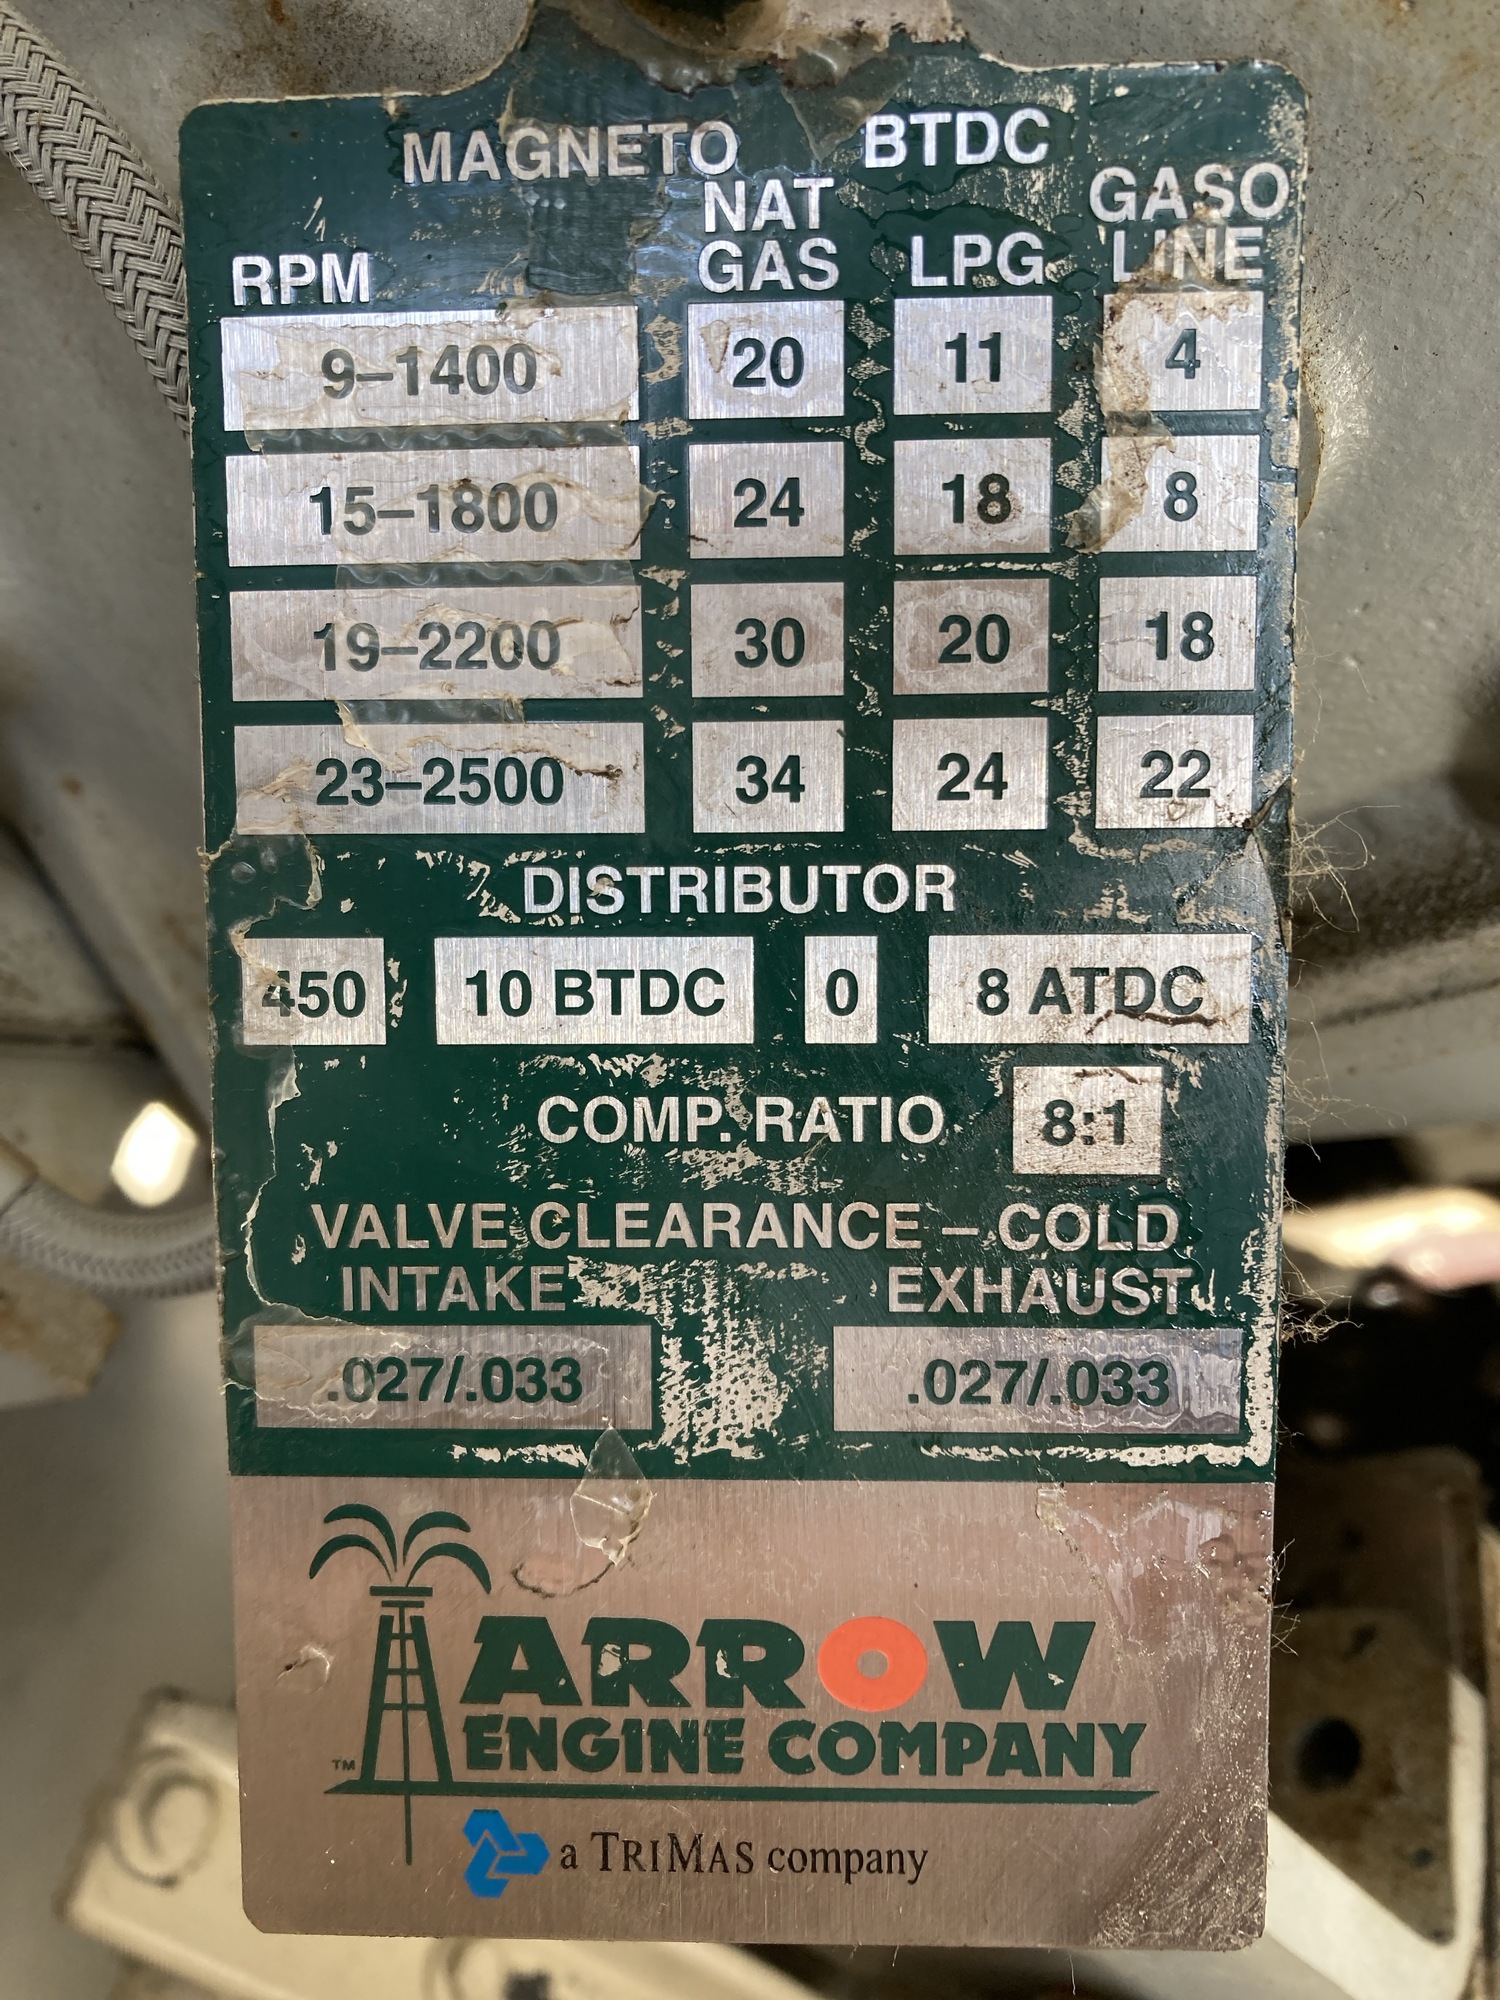 MAGNETO BTDC
RPM NAT GAS LPG GASO LINE
9–1400 20 11 4
15–1800 24 18 8
19–2200 30 20 18
23–2500 34 24 22
DISTRIBUTOR
450 10 BTDC 0 8 ATDC
COMP. RATIO 8:1
VALVE CLEARANCE – COLD
INTAKE EXHAUST
.027/.033 .027/.033
ARROW
TM ENGINE COMPANY
a TRIMAS company